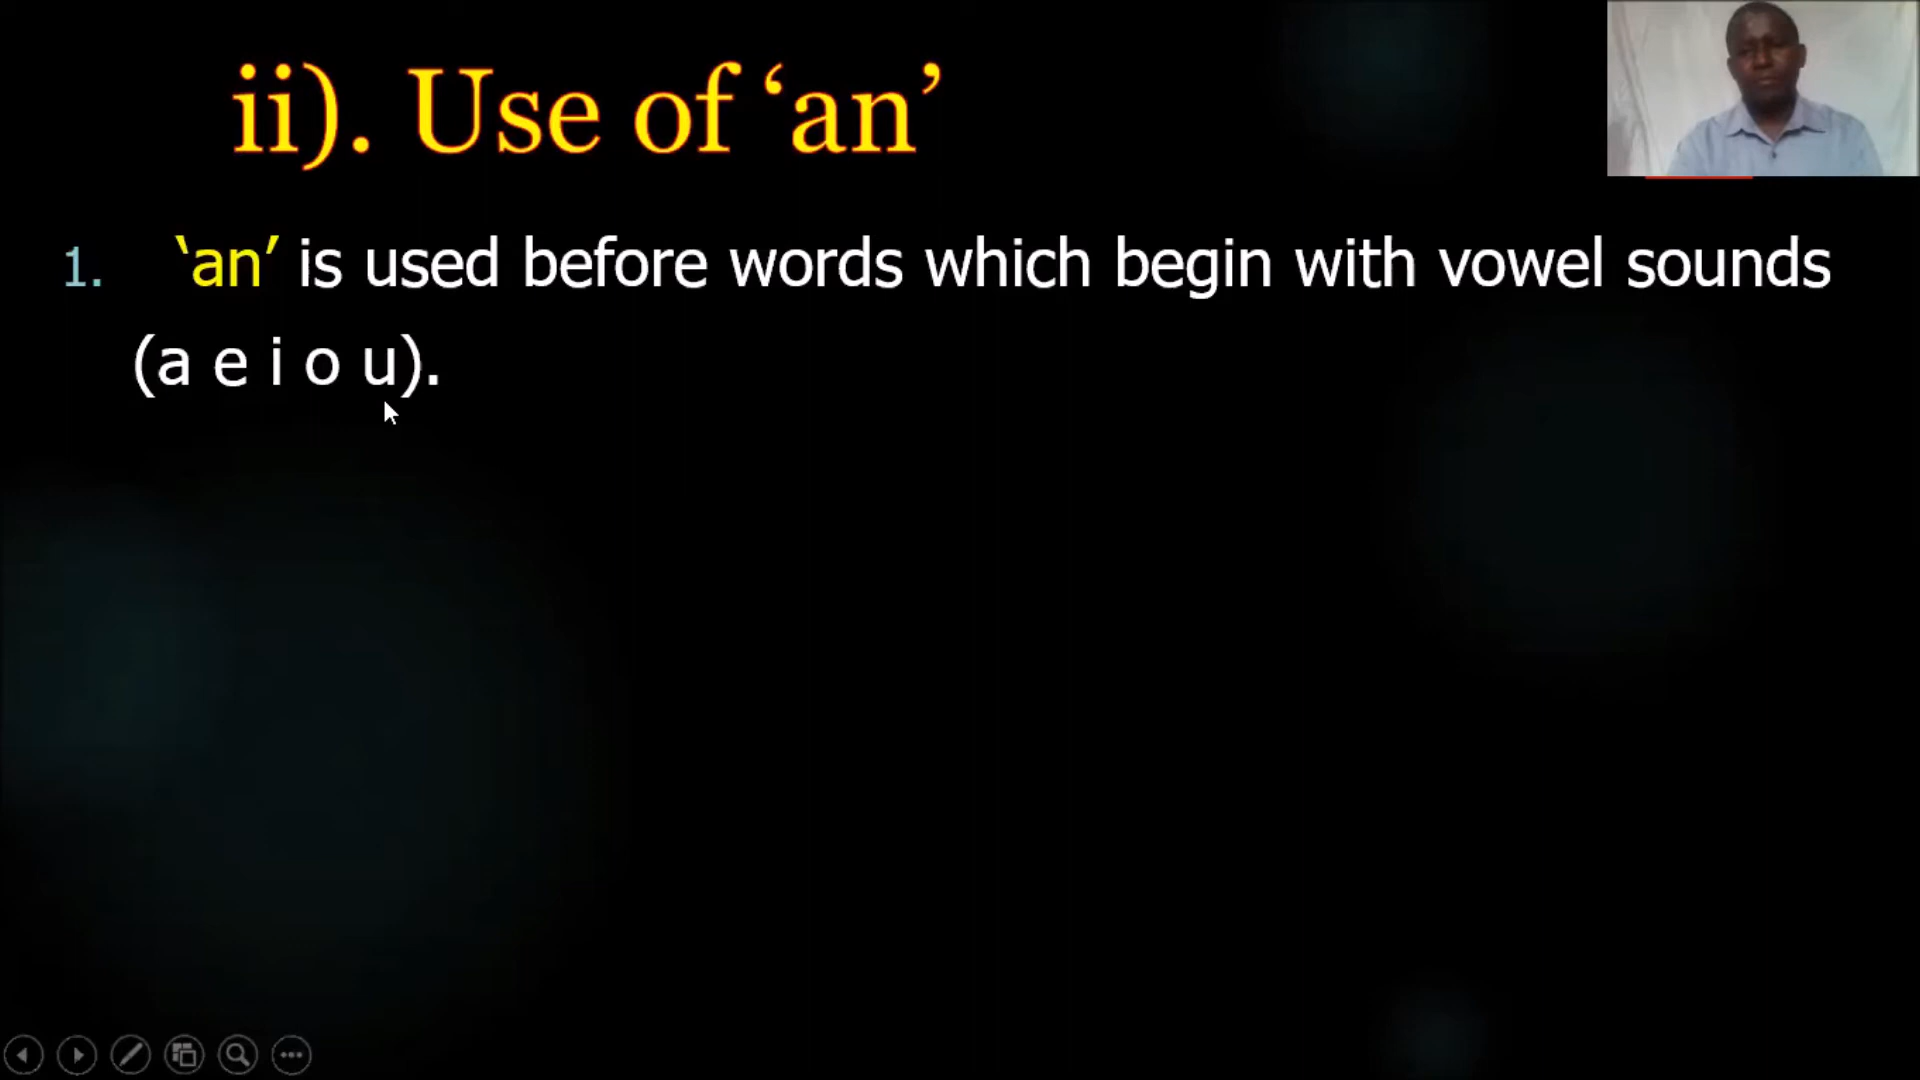 ii). Use of ‘an’
1. ‘an’ is used before words which begin with vowel sounds
(a e i o u).